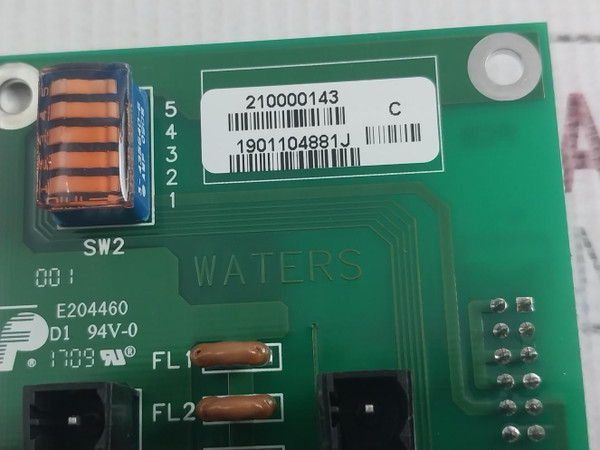 210000143
C
1901104881J
5
4
3
2
1
SW2
001
WATERS
E204460
D1 94V-0
1709
FL1
FL2